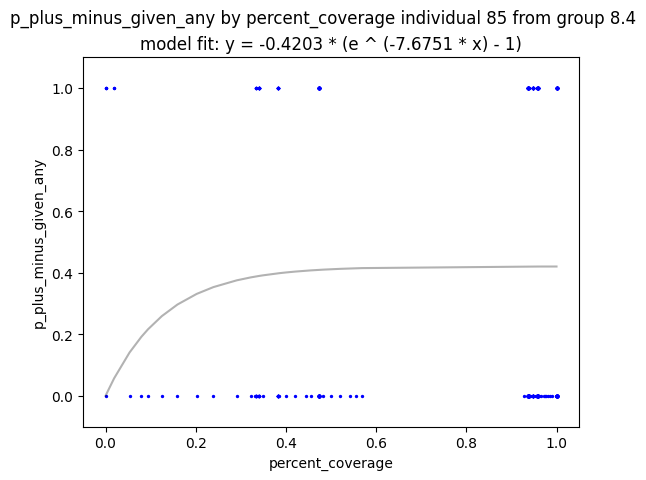 p_plus_minus_given_any by percent_coverage individual 85 from group 8.4
model fit: y = -0.4203 * (e ^ (-7.6751 * x) - 1)
1.0
0.8
0.6
0.4
0.2
0.0
p_plus_minus_given_any
0.0 0.2 0.4 0.6 0.8 1.0
percent_coverage